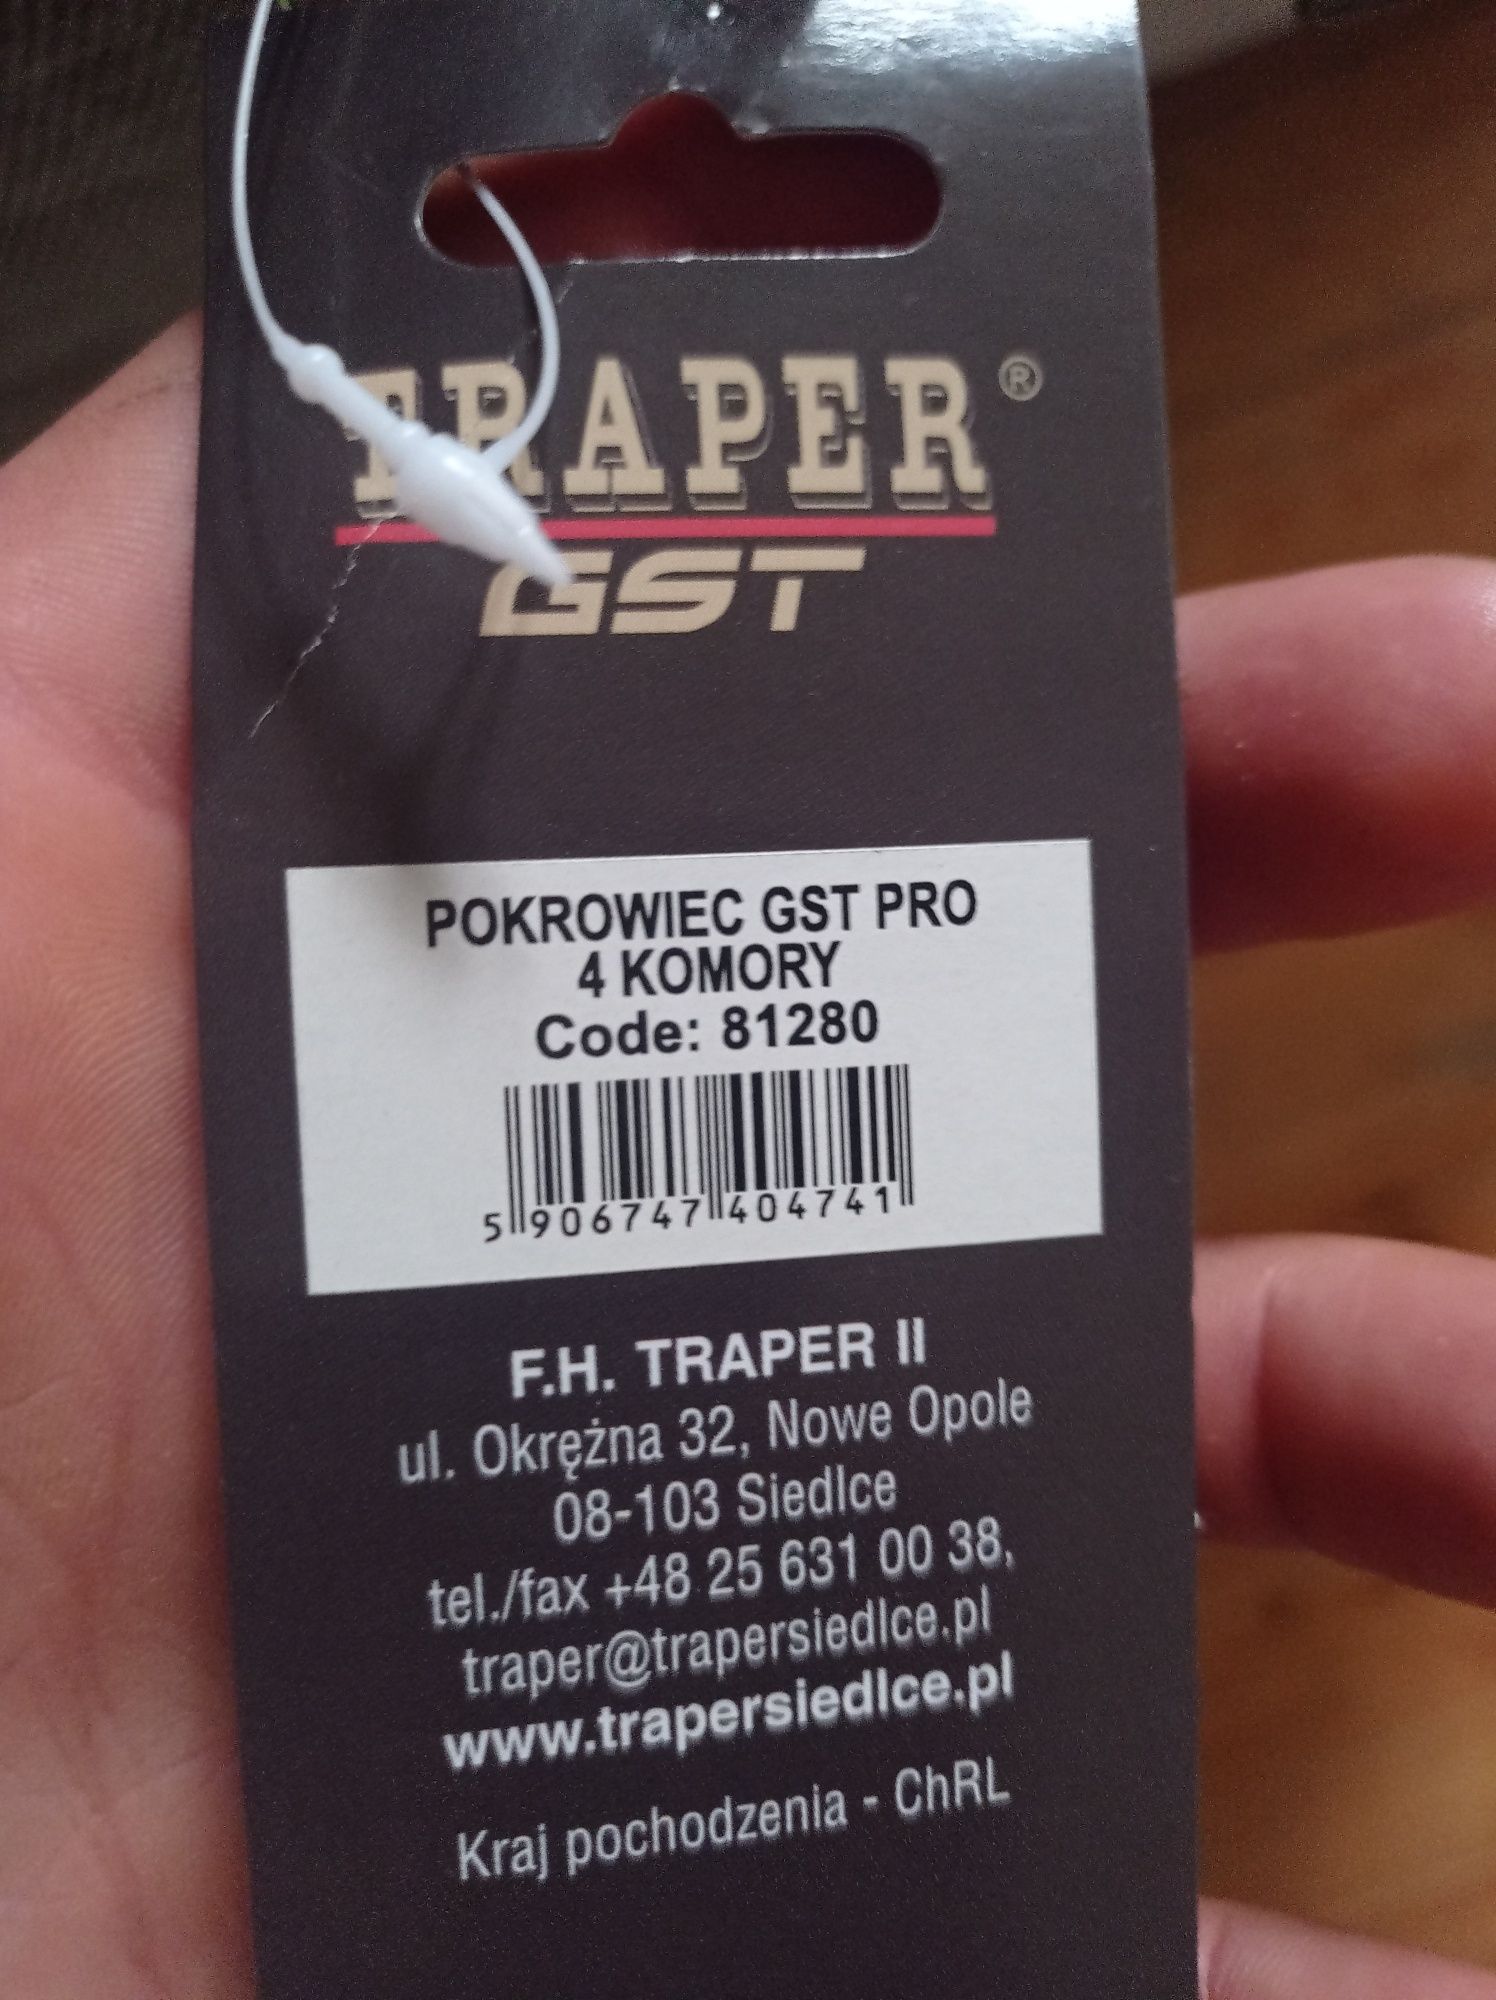 TRAPER®
GST
POKROWIEC GST PRO
4 KOMORY
Code: 81280
5 906747 404741
F.H. TRAPER II
ul. Okrężna 32, Nowe Opole
08-103 Siedlce
tel./fax +48 25 631 00 38,
traper@trapersiedlce.pl
www.trapersiedlce.pl
Kraj pochodzenia - ChRL